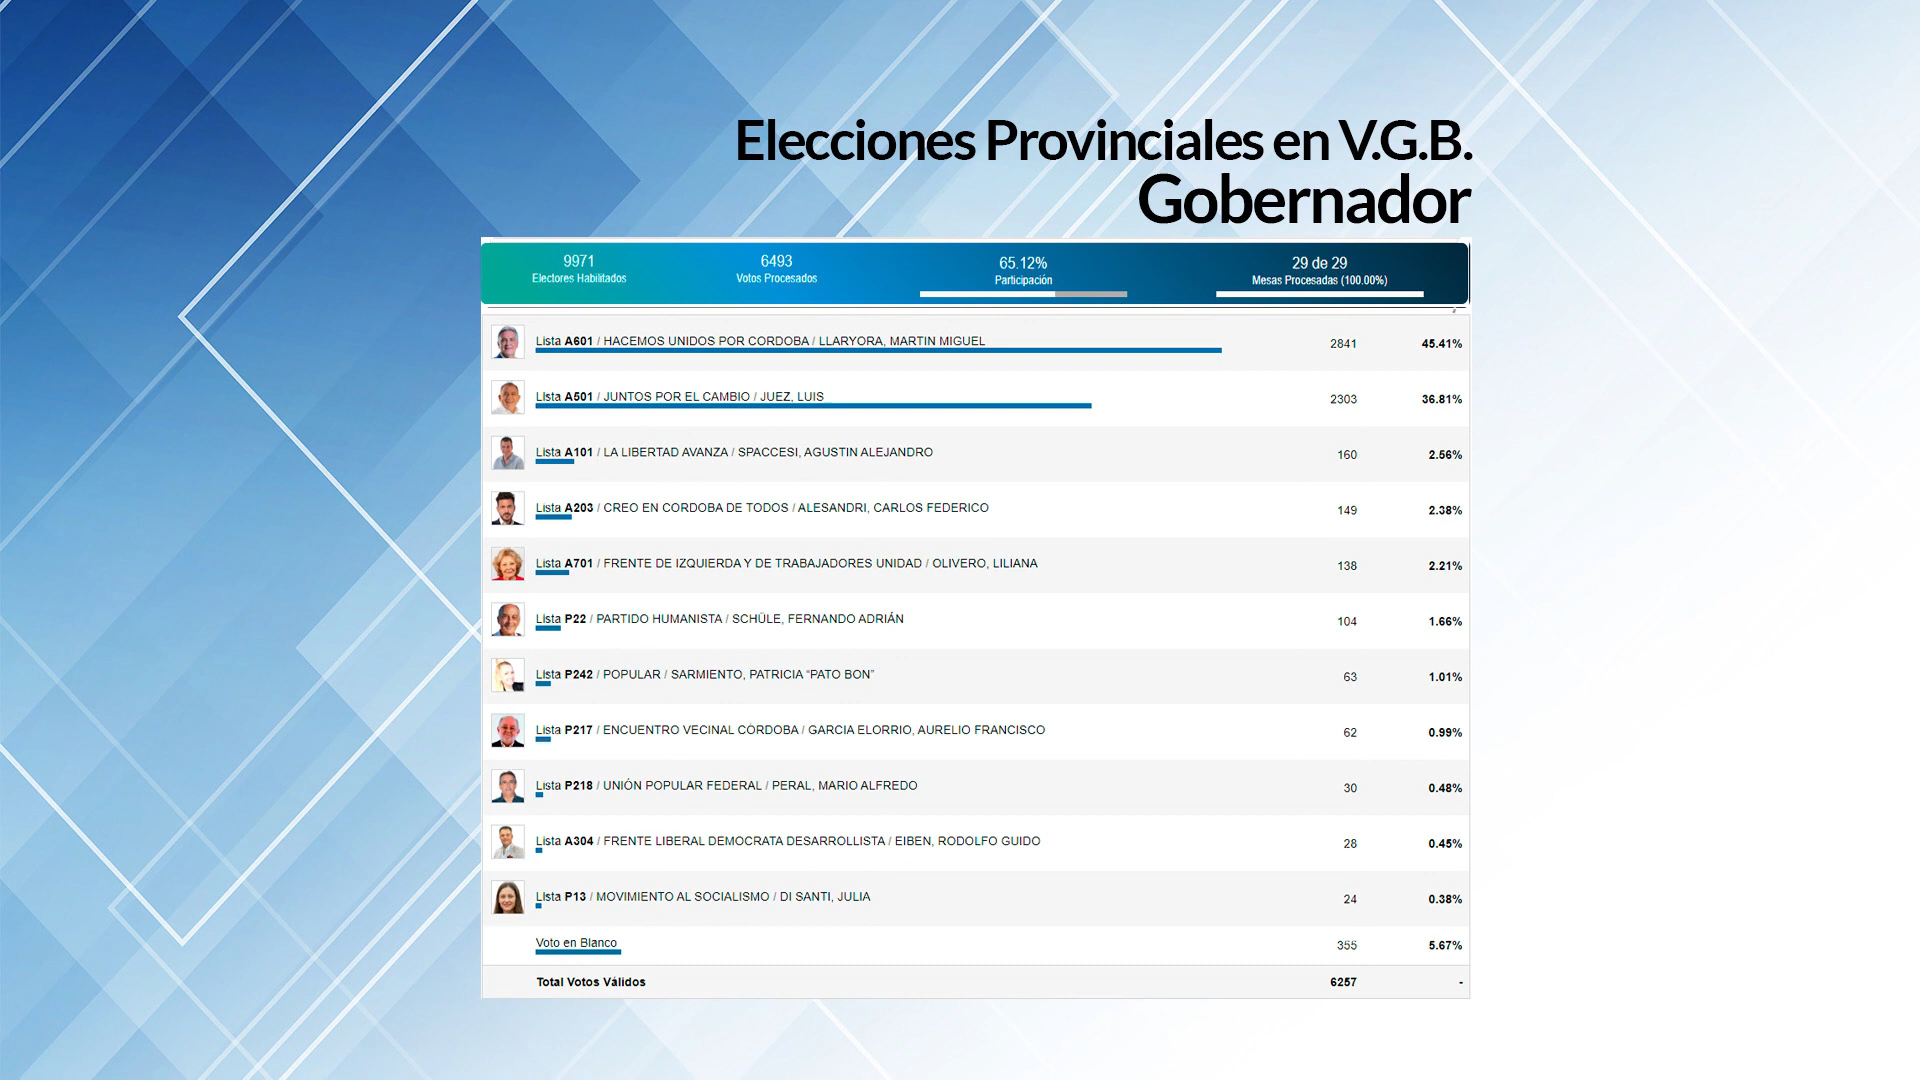 Elecciones Provinciales en V.G.B.
Gobernador
9971 6493 65.12% 29 de 29
Electores Habilitados Votos Procesados Participación Mesas Procesadas (100.00%)
Lista A601 / HACEMOS UNIDOS POR CORDOBA / LLARYORA, MARTIN MIGUEL 2841 45.41%
Lista A501 / JUNTOS POR EL CAMBIO / JUEZ, LUIS 2303 36.81%
Lista A101 / LA LIBERTAD AVANZA / SPACCESI, AGUSTIN ALEJANDRO 160 2.56%
Lista A203 / CREO EN CORDOBA DE TODOS / ALESANDRI, CARLOS FEDERICO 149 2.38%
Lista A701 / FRENTE DE IZQUIERDA Y DE TRABAJADORES UNIDAD / OLIVERO, LILIANA 138 2.21%
Lista P22 / PARTIDO HUMANISTA / SCHÜLE, FERNANDO ADRIÁN 104 1.66%
Lista P242 / POPULAR / SARMIENTO, PATRICIA “PATO BON” 63 1.01%
Lista P217 / ENCUENTRO VECINAL CÓRDOBA / GARCIA ELORRIO, AURELIO FRANCISCO 62 0.99%
Lista P218 / UNIÓN POPULAR FEDERAL / PERAL, MARIO ALFREDO 30 0.48%
Lista A304 / FRENTE LIBERAL DEMOCRATA DESARROLLISTA / EIBEN, RODOLFO GUIDO 28 0.45%
Lista P13 / MOVIMIENTO AL SOCIALISMO / DI SANTI, JULIA 24 0.38%
Voto en Blanco 355 5.67%
Total Votos Válidos 6257 -